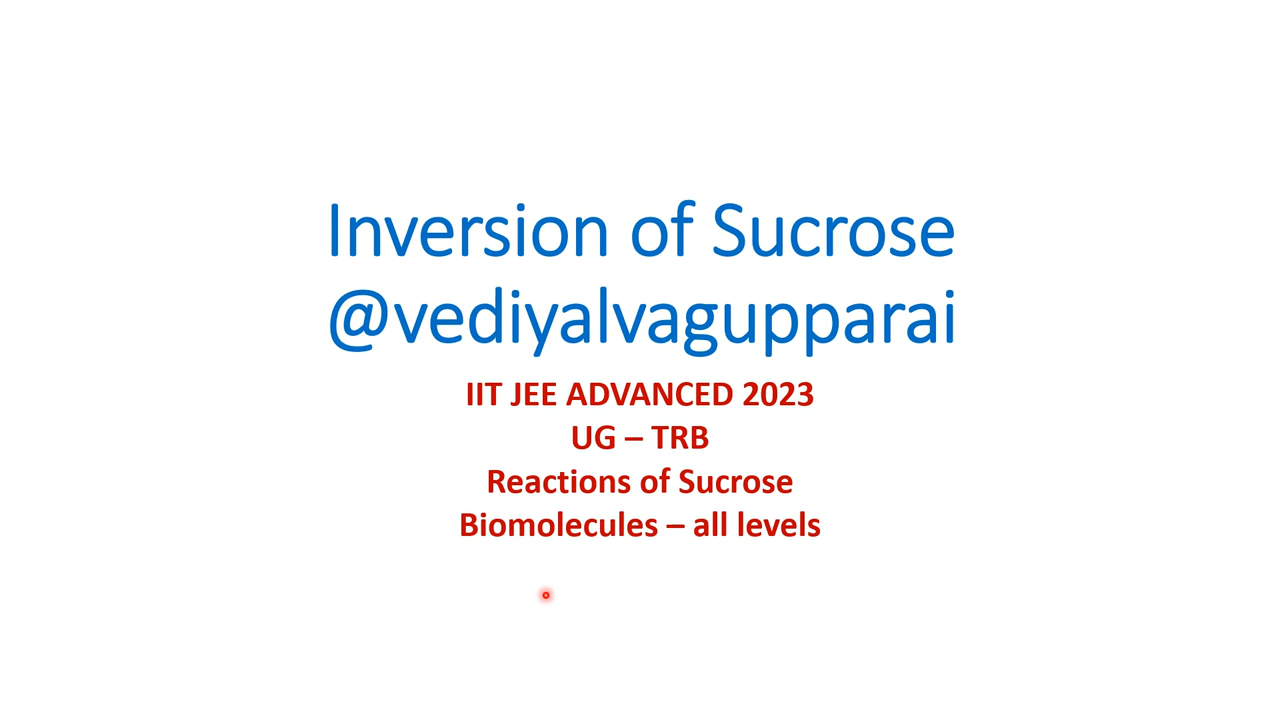 Inversion of Sucrose
@vediyalvagupparai
IIT JEE ADVANCED 2023
UG – TRB
Reactions of Sucrose
Biomolecules – all levels